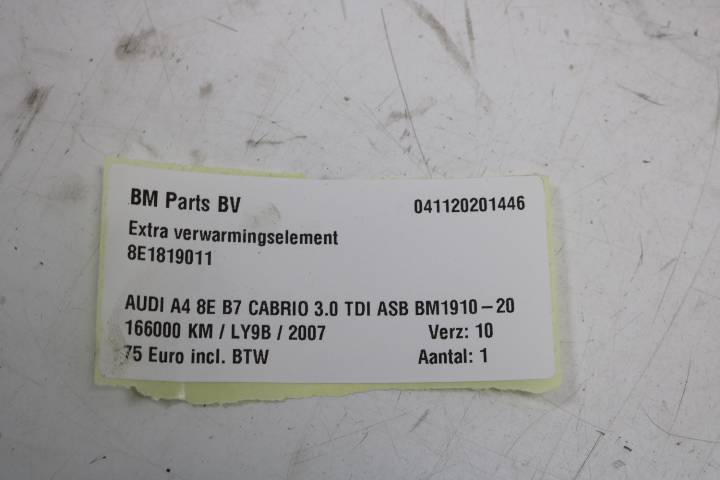 BM Parts BV 041120201446
Extra verwarmingselement
8E1819011
AUDI A4 8E B7 CABRIO 3.0 TDI ASB BM1910-20
166000 KM / LY9B / 2007 Verz: 10
75 Euro incl. BTW Aantal: 1